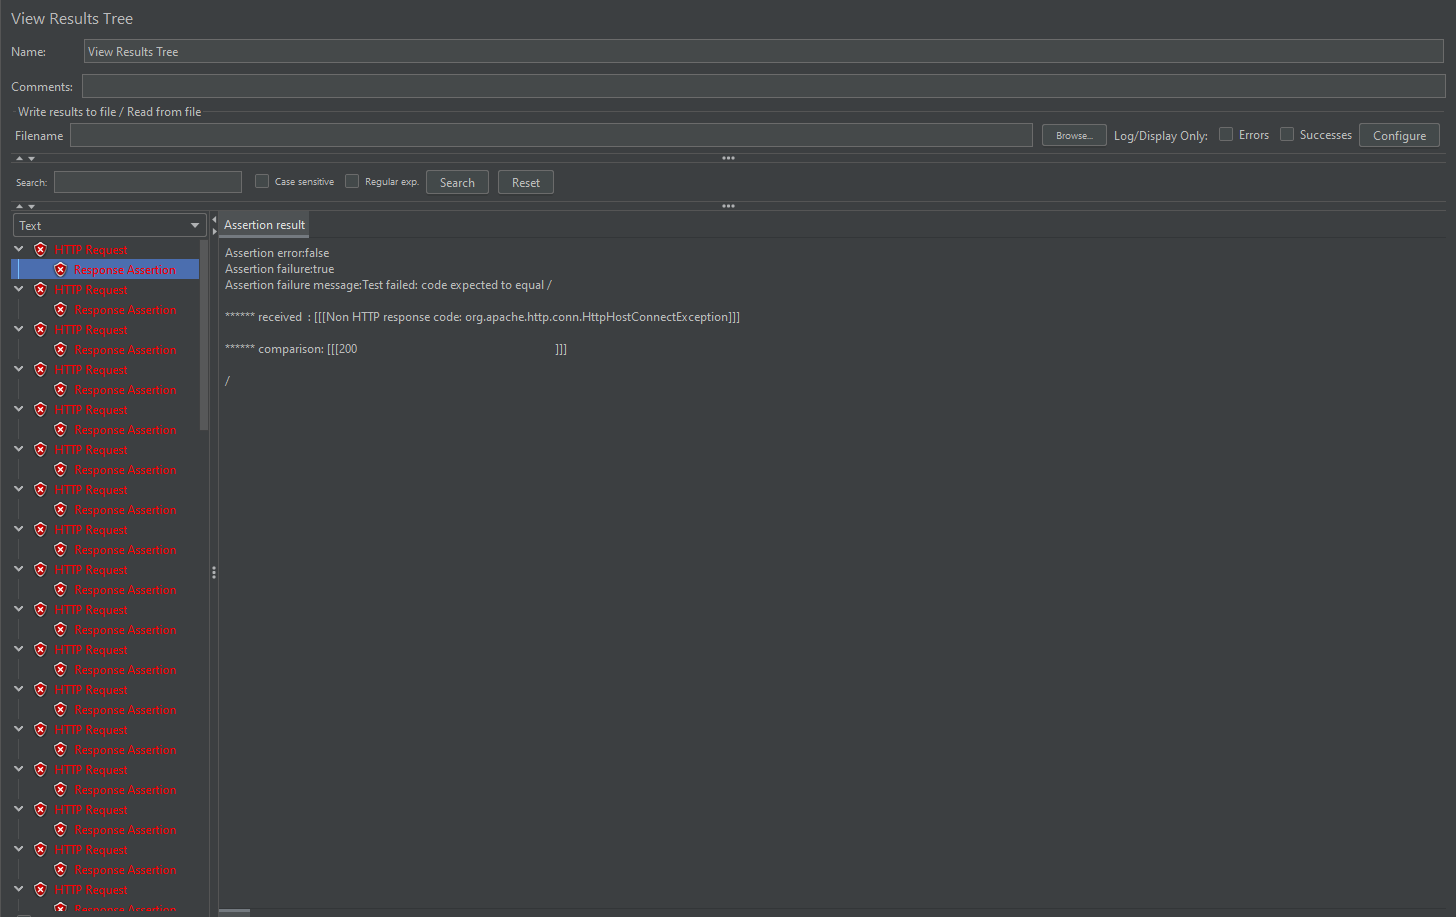 View Results Tree
Name: View Results Tree
Comments:
Write results to file / Read from file
Filename Browse... Log/Display Only: Errors Successes Configure
Search: Case sensitive Regular exp. Search Reset
Text
Assertion result
HTTP Request
Response Assertion
HTTP Request
Response Assertion
HTTP Request
Response Assertion
HTTP Request
Response Assertion
HTTP Request
Response Assertion
HTTP Request
Response Assertion
HTTP Request
Response Assertion
HTTP Request
Response Assertion
HTTP Request
Response Assertion
HTTP Request
Response Assertion
HTTP Request
Response Assertion
HTTP Request
Response Assertion
HTTP Request
Response Assertion
HTTP Request
Response Assertion
HTTP Request
Response Assertion
HTTP Request
Response Assertion
HTTP Request
Response Assertion
Assertion error:false
Assertion failure:true
Assertion failure message:Test failed: code expected to equal /
****** received  : [[[Non HTTP response code: org.apache.http.conn.HttpHostConnectException]]]
****** comparison: [[[200 ]]]
/